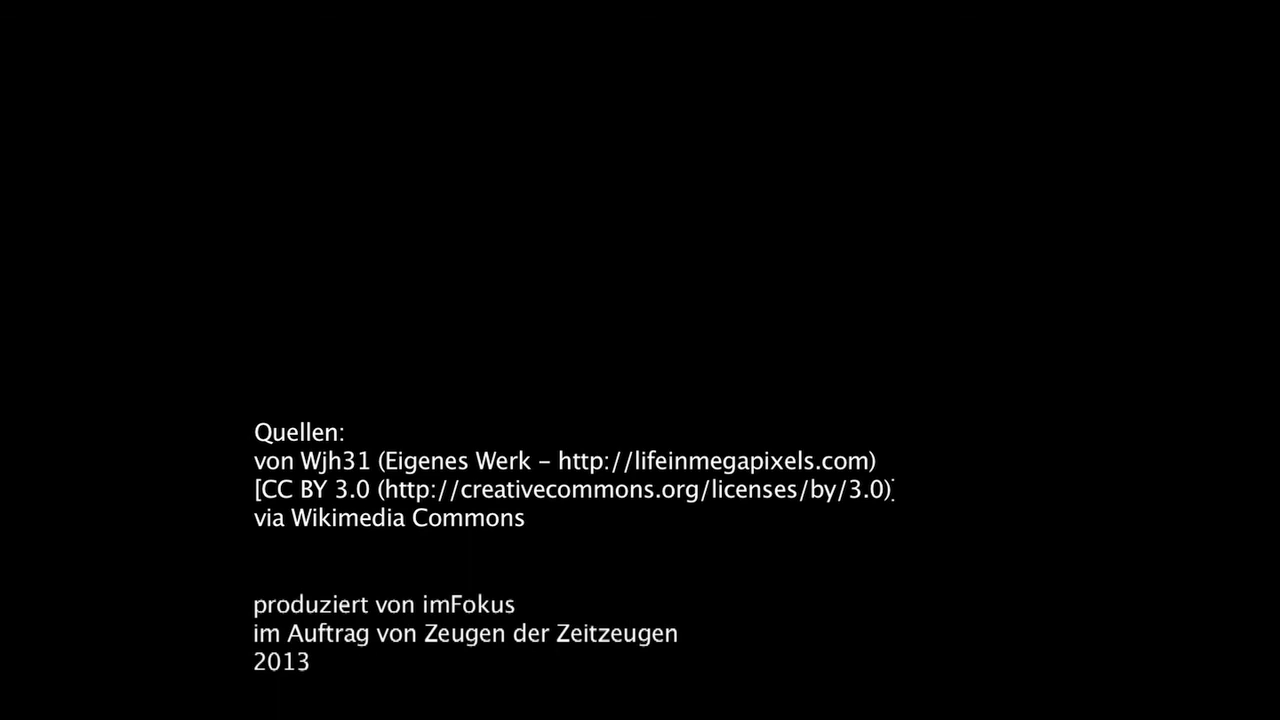 Quellen:
von Wjh31 (Eigenes Werk – http://lifeinmegapixels.com)
[CC BY 3.0 (http://creativecommons.org/licenses/by/3.0)]
via Wikimedia Commons
produziert von imFokus
im Auftrag von Zeugen der Zeitzeugen
2013